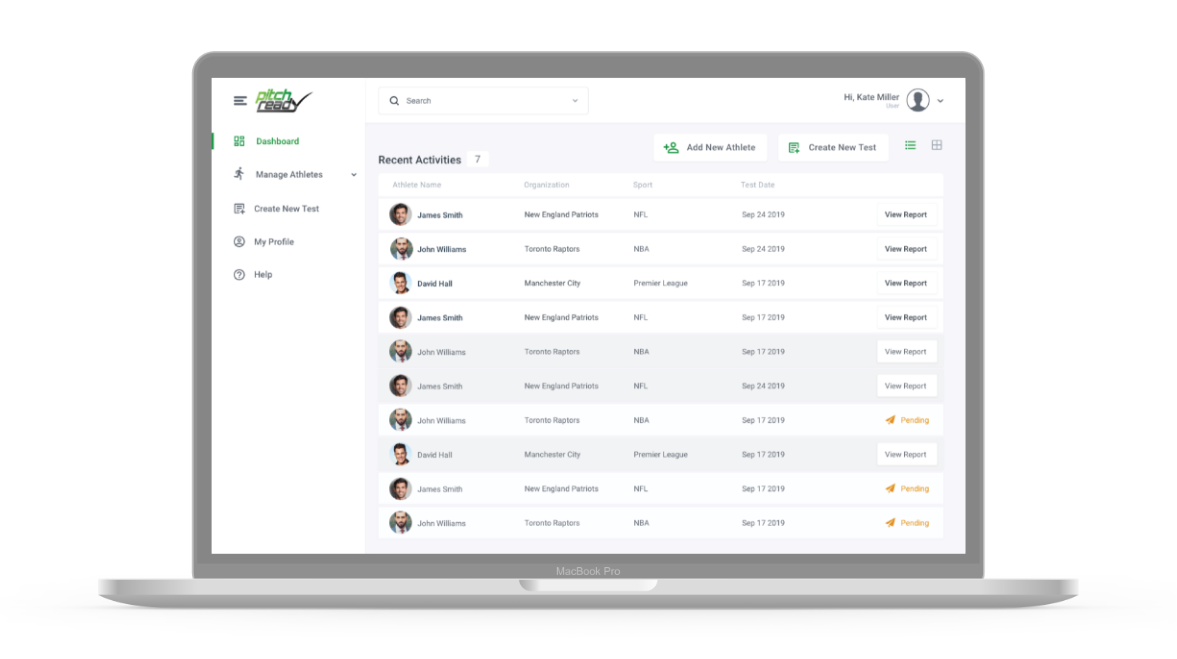 pitch ready
Search
Hi, Kate Miller
User
Dashboard
Manage Athletes
Create New Test
My Profile
Help
Add New Athlete
Create New Test
Recent Activities 7
Athlete Name Organization Sport Test Date
James Smith New England Patriots NFL Sep 24 2019 View Report
John Williams Toronto Raptors NBA Sep 24 2019 View Report
David Hall Manchester City Premier League Sep 17 2019 View Report
James Smith New England Patriots NFL Sep 17 2019 View Report
John Williams Toronto Raptors NBA Sep 17 2019 View Report
James Smith New England Patriots NFL Sep 24 2019 View Report
John Williams Toronto Raptors NBA Sep 17 2019 Pending
David Hall Manchester City Premier League Sep 17 2019 View Report
James Smith New England Patriots NFL Sep 17 2019 Pending
John Williams Toronto Raptors NBA Sep 17 2019 Pending
MacBook Pro